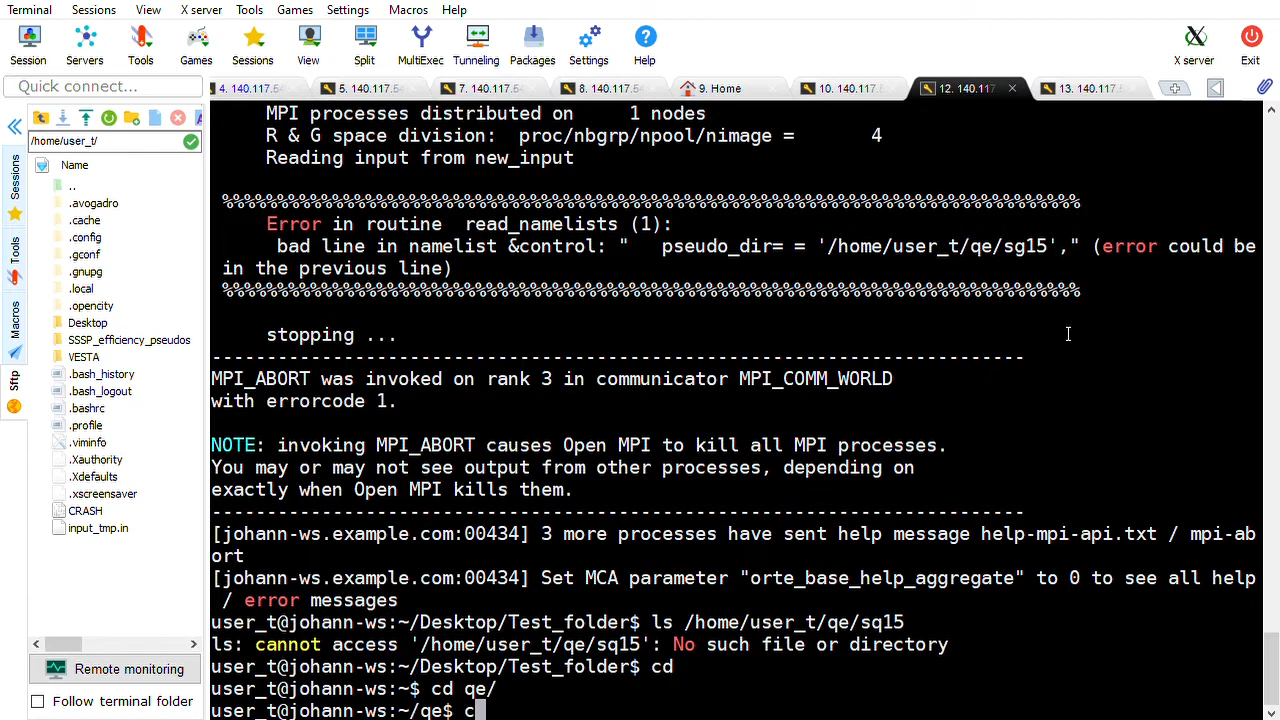 Terminal Sessions View X server Tools Games Settings Macros Help
Session Servers Tools Games Sessions View Split MultiExec Tunneling Packages Settings Help X server Exit
Quick connect...
4. 140.117.54 5. 140.117.54 7. 140.117.54 8. 140.117.54 9. Home 10. 140.117.5 12. 140.117 13. 140.117.5
/home/user_t/
Name
..
.avogadro
.cache
.config
.gconf
.gnupg
.local
.opencity
Desktop
SSSP_efficiency_pseudos
VESTA
.bash_history
.bash_logout
.bashrc
.profile
.viminfo
.Xauthority
.Xdefaults
.xscreensaver
CRASH
input_tmp.in
Sessions
Tools
Macros
Sftp
Remote monitoring
Follow terminal folder
MPI processes distributed on     1 nodes
R & G space division:  proc/nbgrp/npool/nimage =       4
Reading input from new_input
%%%%%%%%%%%%%%%%%%%%%%%%%%%%%%%%%%%%%%%%%%%%%%%%%%%%%%%%%%%%%%%%%%%%%%%%%%%%%%%%
Error in routine  read_namelists (1):
bad line in namelist &control: "   pseudo_dir= = '/home/user_t/qe/sg15'," (error could be
in the previous line)
%%%%%%%%%%%%%%%%%%%%%%%%%%%%%%%%%%%%%%%%%%%%%%%%%%%%%%%%%%%%%%%%%%%%%%%%%%%%%%%%
stopping ...
--------------------------------------------------------------------------
MPI_ABORT was invoked on rank 3 in communicator MPI_COMM_WORLD
with errorcode 1.
NOTE: invoking MPI_ABORT causes Open MPI to kill all MPI processes.
You may or may not see output from other processes, depending on
exactly when Open MPI kills them.
--------------------------------------------------------------------------
[johann-ws.example.com:00434] 3 more processes have sent help message help-mpi-api.txt / mpi-ab
ort
[johann-ws.example.com:00434] Set MCA parameter "orte_base_help_aggregate" to 0 to see all help
/ error messages
user_t@johann-ws:~/Desktop/Test_folder$ ls /home/user_t/qe/sq15
ls: cannot access '/home/user_t/qe/sq15': No such file or directory
user_t@johann-ws:~/Desktop/Test_folder$ cd
user_t@johann-ws:~$ cd qe/
user_t@johann-ws:~/qe$ c